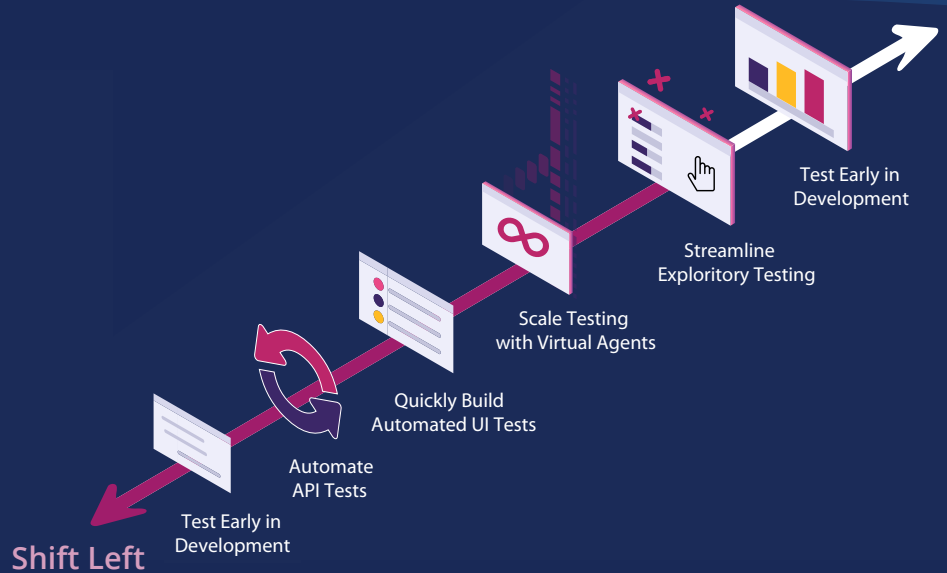 Test Early in
Development
Streamline
Exploritory Testing
Scale Testing
with Virtual Agents
Quickly Build
Automated UI Tests
Automate
API Tests
Test Early in
Development
Shift Left